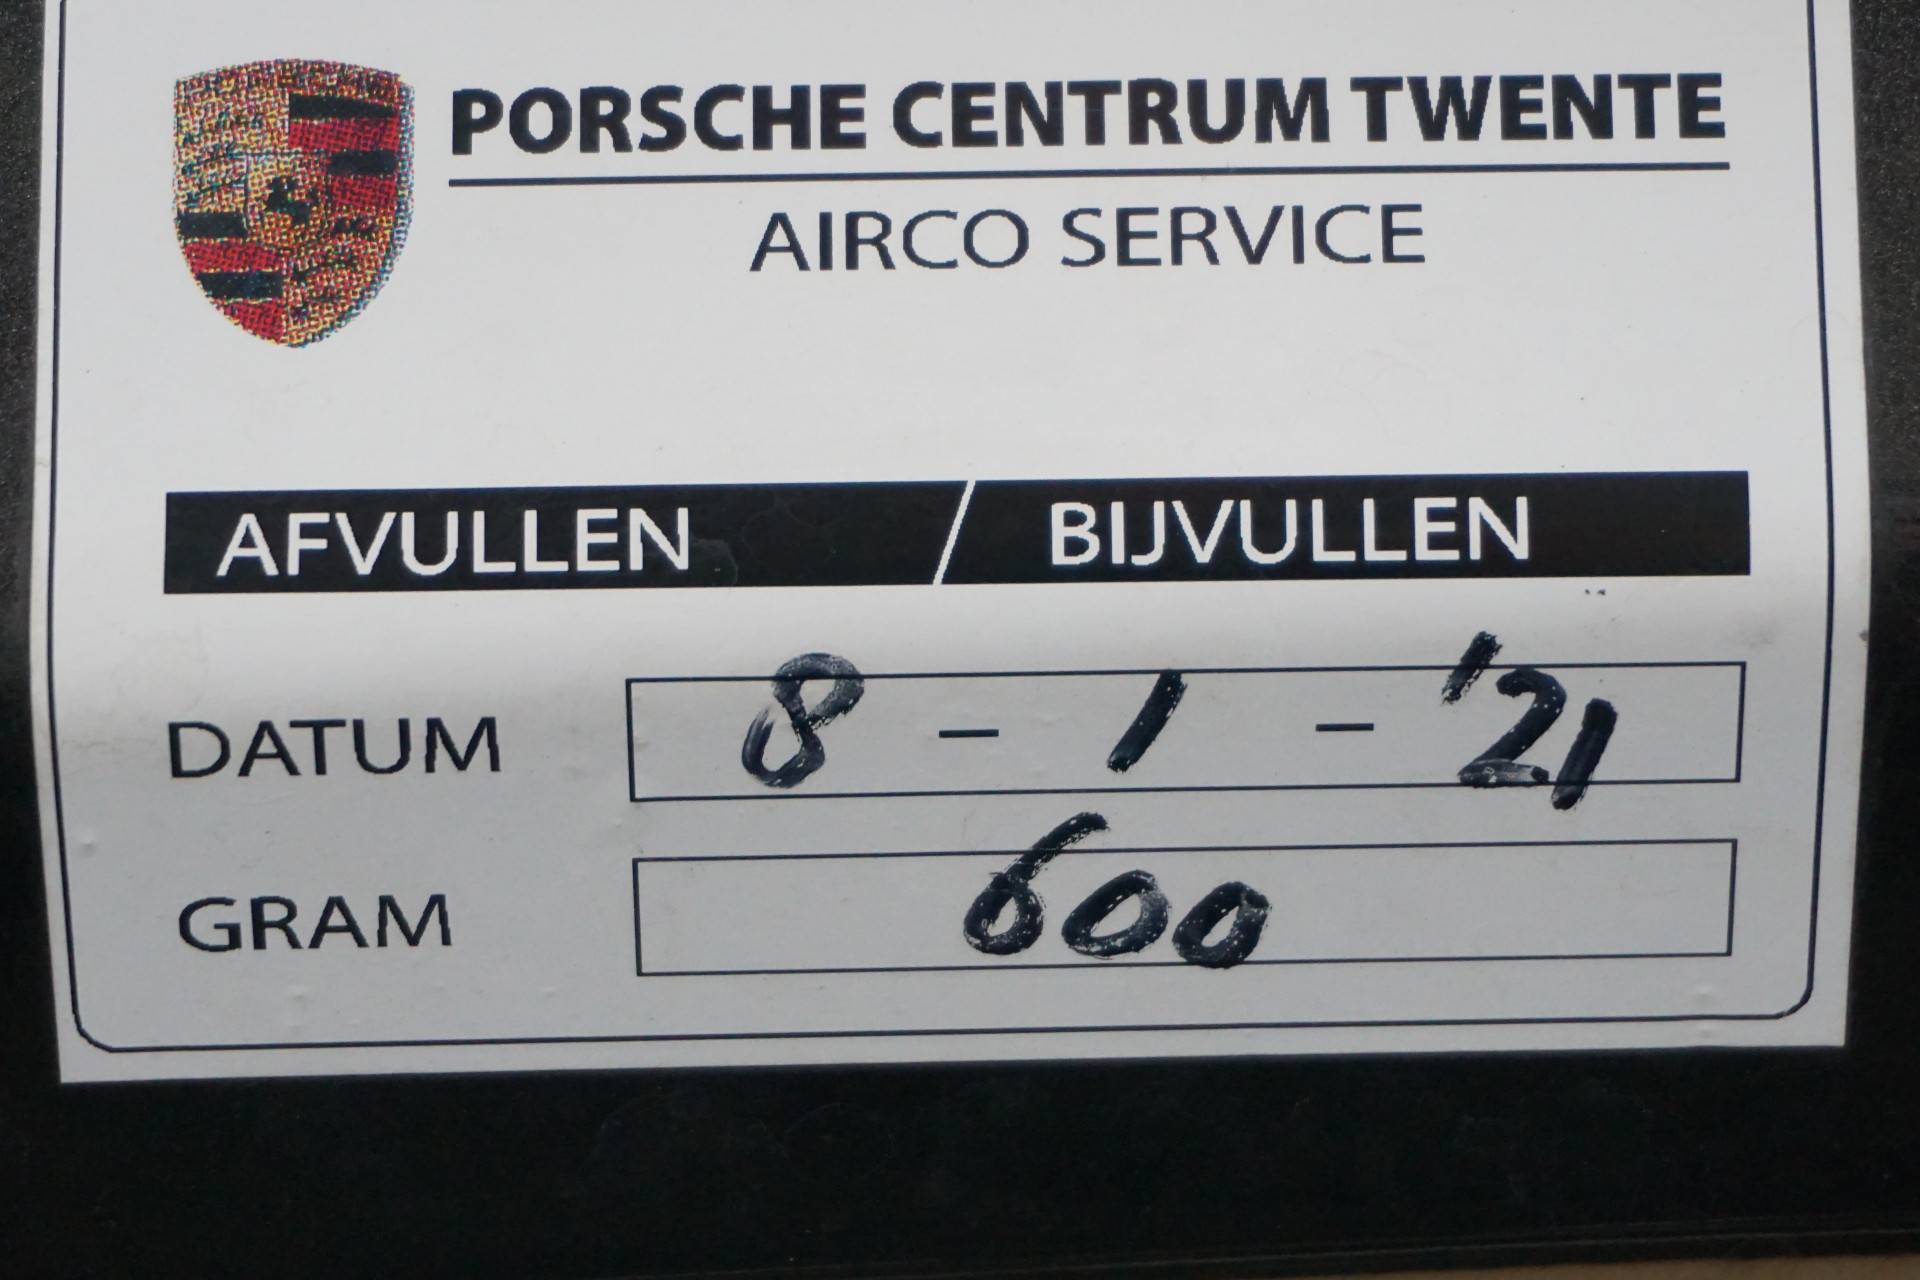 PORSCHE CENTRUM TWENTE
AIRCO SERVICE
AFVULLEN / BIJVULLEN
DATUM 8 - 1 - '21
GRAM 600